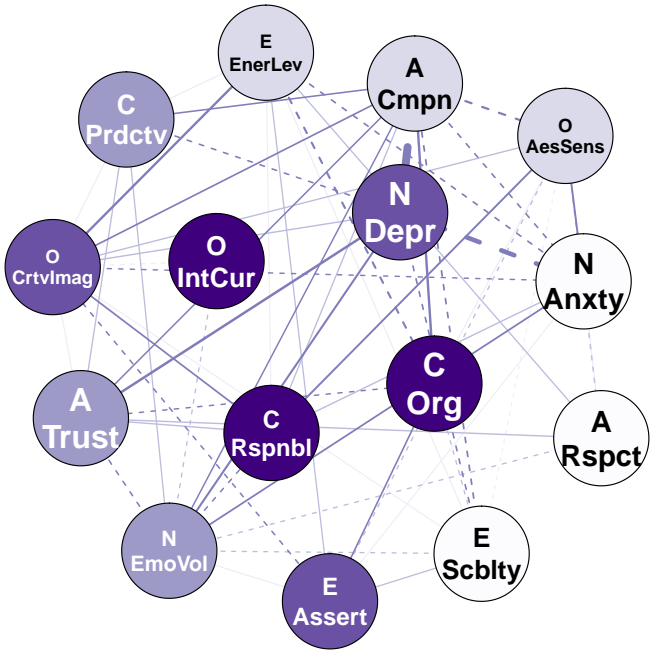 E
EnerLev
A
Cmpn
C
Prdctv
O
AesSens
N
Depr
O
CrtvImag
O
IntCur
N
Anxty
C
Org
A
Trust
C
Rspnbl
A
Rspct
N
EmoVol
E
Scblty
E
Assert